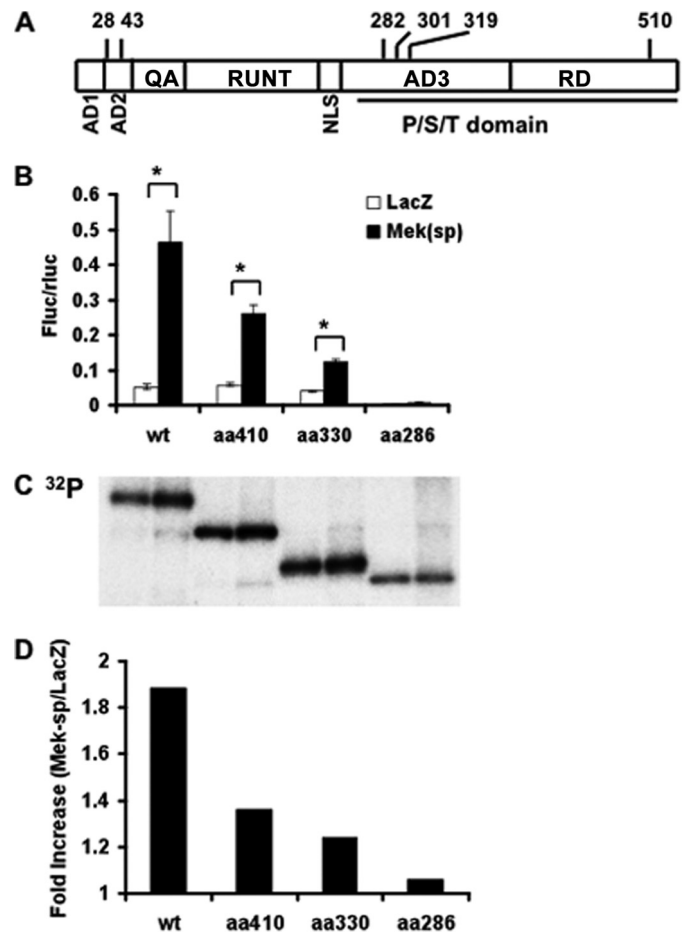 A
28 43 282 301 319 510
QA RUNT AD3 RD
AD1 AD2 NLS
P/S/T domain
B
Fluc/rluc
0.6
0.5
0.4
0.3
0.2
0.1
0
* * *
LacZ
Mek(sp)
wt aa410 aa330 aa286
C 32P
D
Fold Increase (Mek-sp/LacZ)
2
1.8
1.6
1.4
1.2
1
wt aa410 aa330 aa286